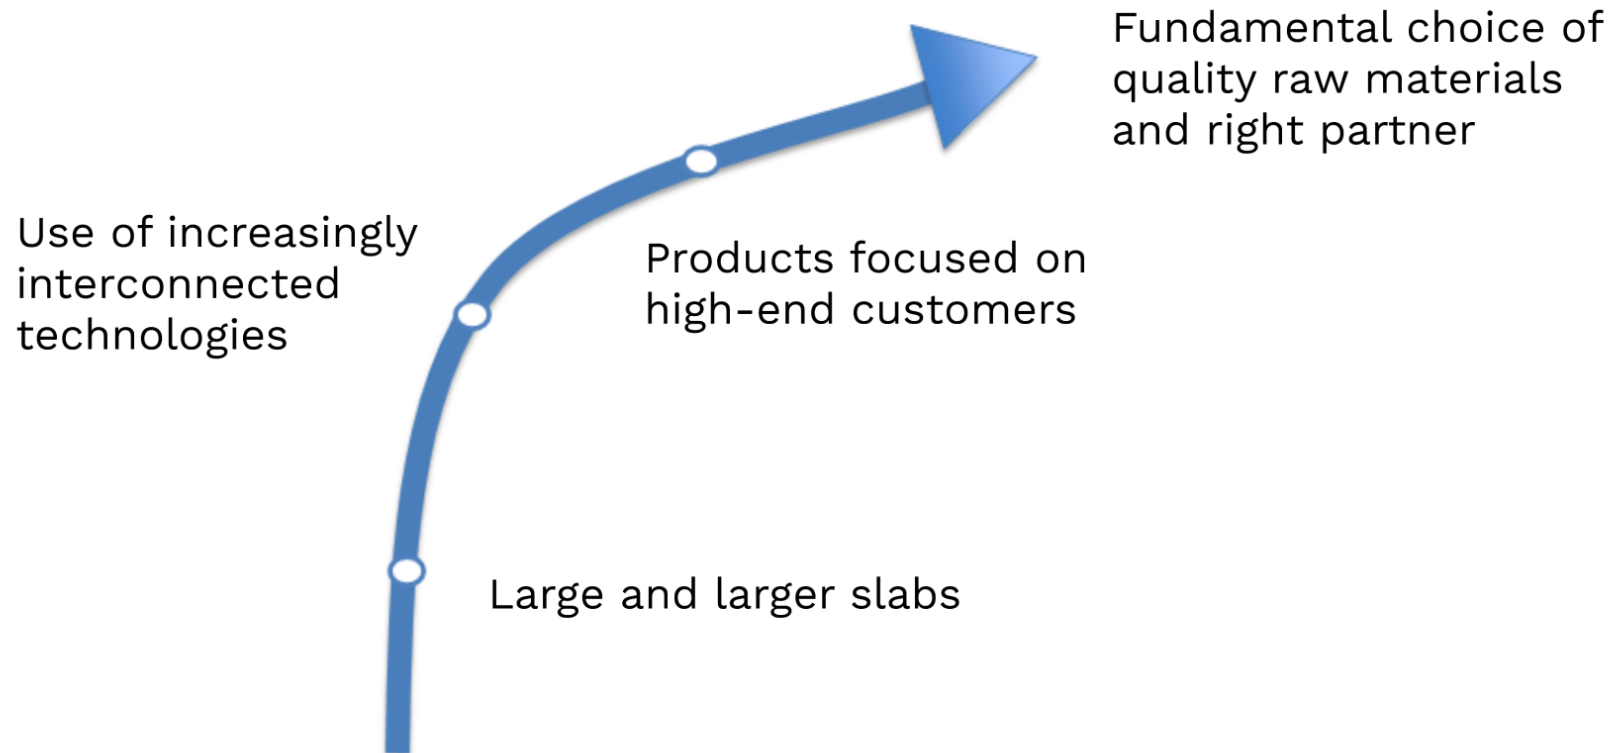 Fundamental choice of
quality raw materials
and right partner
Use of increasingly
interconnected
technologies
Products focused on
high-end customers
Large and larger slabs